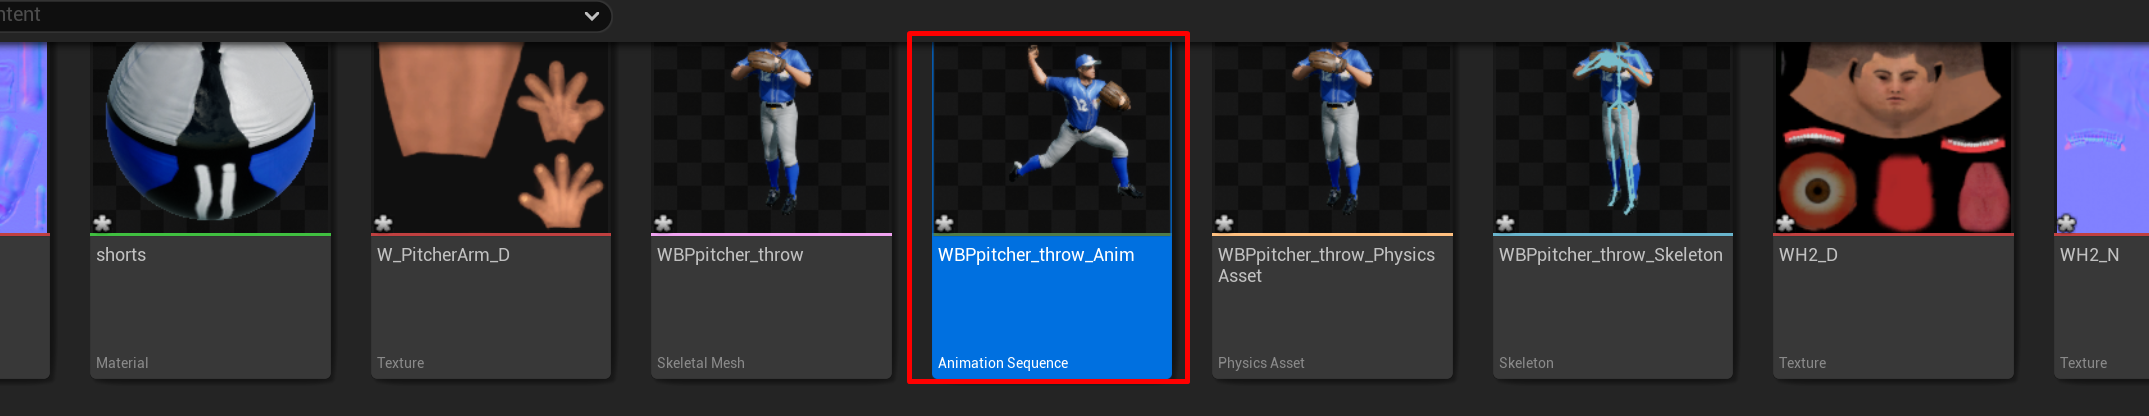 ntent
shorts
Material
W_PitcherArm_D
Texture
WBPpitcher_throw
Skeletal Mesh
12
WBPpitcher_throw_Anim
Animation Sequence
WBPpitcher_throw_Physics
Asset
Physics Asset
WBPpitcher_throw_Skeleton
Skeleton
WH2_D
Texture
WH2_N
Texture